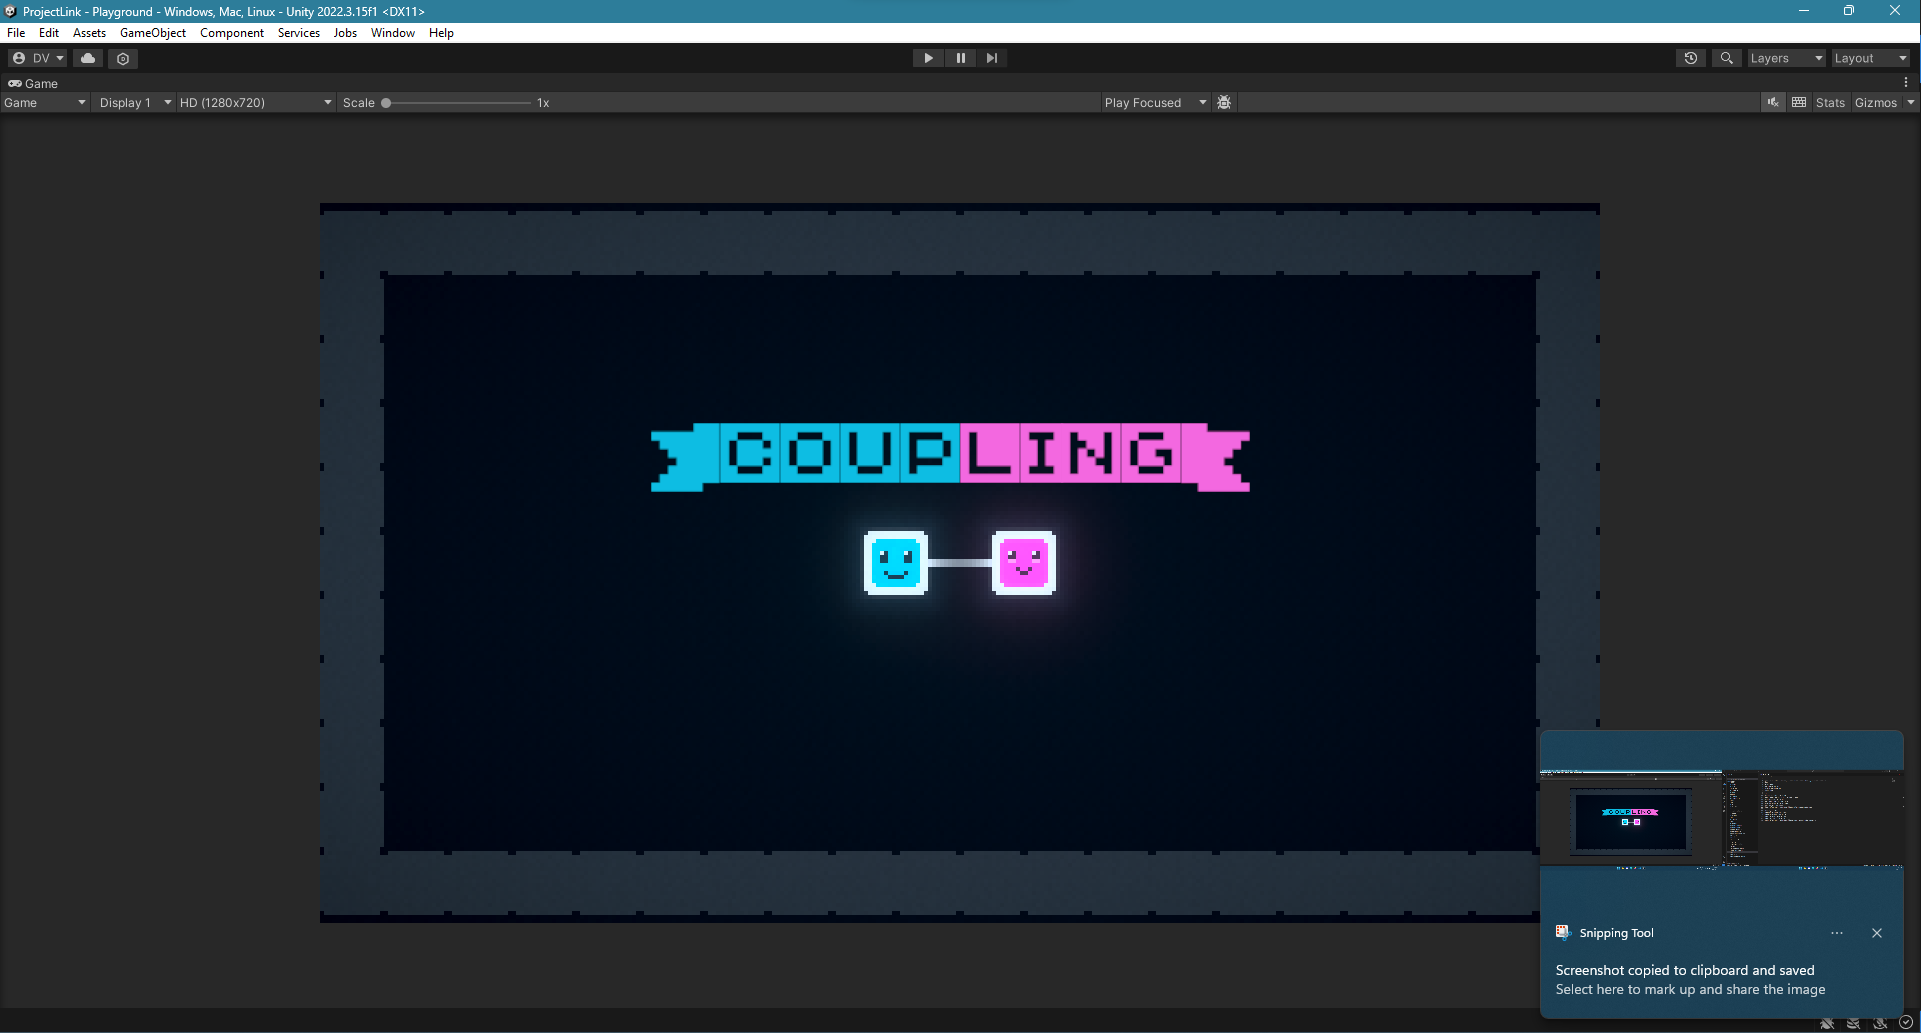 ProjectLink - Playground - Windows, Mac, Linux - Unity 2022.3.15f1 <DX11>
File Edit Assets GameObject Component Services Jobs Window Help
DV Layers Layout
Game
Game Display 1 HD (1280x720) Scale 1x Play Focused Stats Gizmos
COUPLING
Snipping Tool
Screenshot copied to clipboard and saved
Select here to mark up and share the image